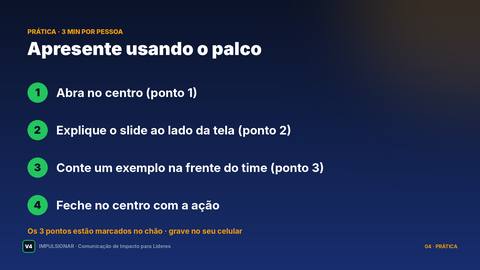 PRÁTICA · 3 MIN POR PESSOA
Apresente usando o palco
1 Abra no centro (ponto 1)
2 Explique o slide ao lado da tela (ponto 2)
3 Conte um exemplo na frente do time (ponto 3)
4 Feche no centro com a ação
Os 3 pontos estão marcados no chão · grave no seu celular
V4 IMPULSIONAR · Comunicação de Impacto para Líderes
04 · PRÁTICA